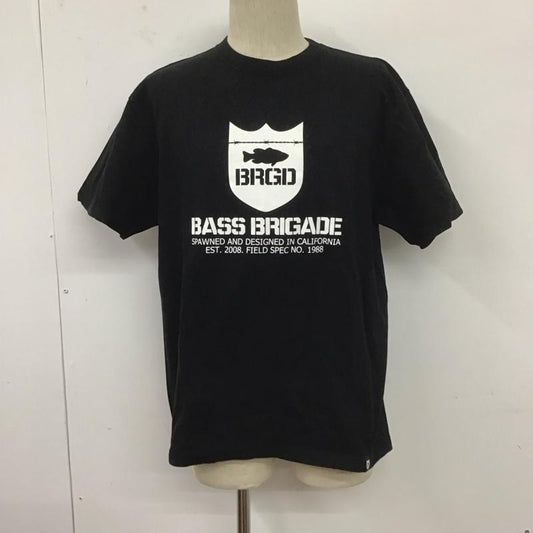 BRGD
BASS BRIGADE
SPAWNED AND DESIGNED IN CALIFORNIA
EST. 2008. FIELD SPEC NO. 1988